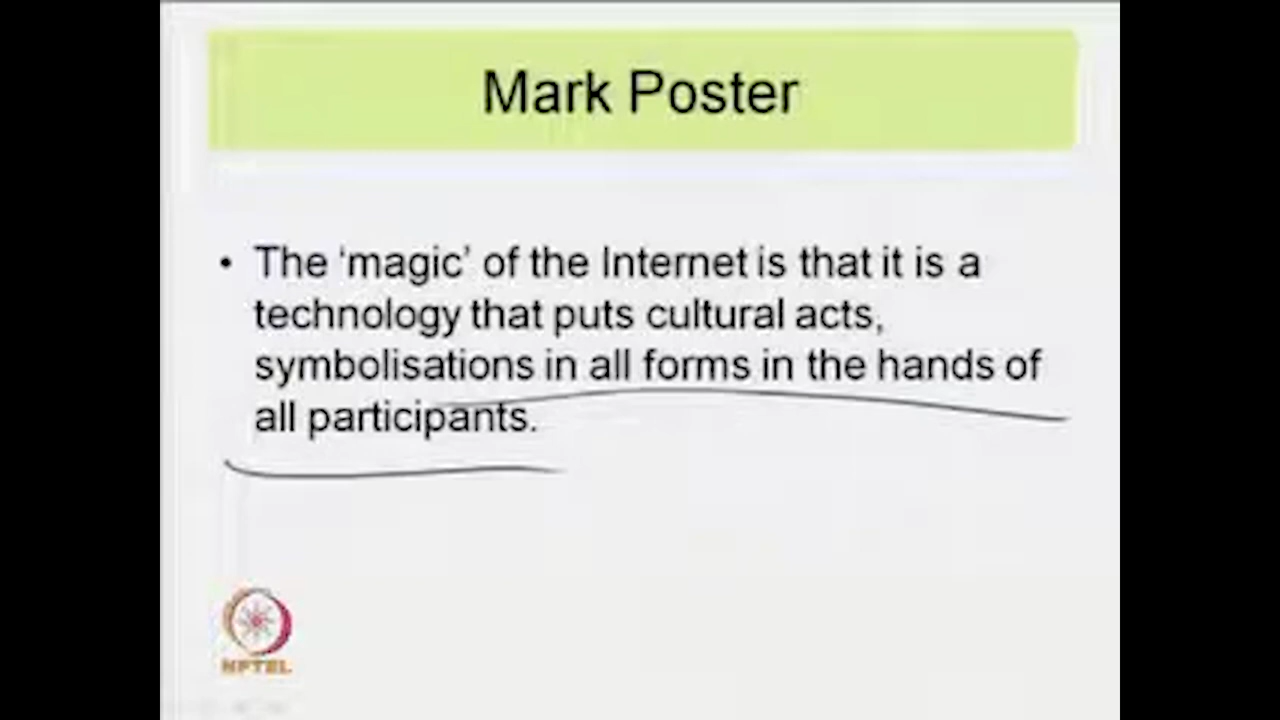 Mark Poster
• The ‘magic’ of the Internet is that it is a
technology that puts cultural acts,
symbolisations in all forms in the hands of
all participants.
NPTEL